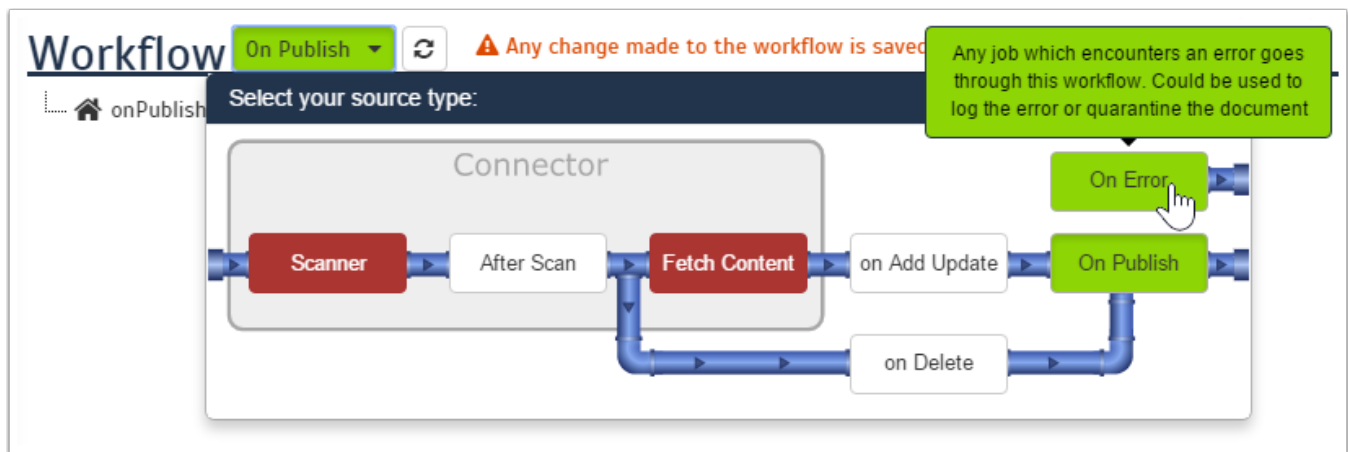 Workflow
On Publish
Any change made to the workflow is saved
Any job which encounters an error goes
through this workflow. Could be used to
log the error or quarantine the document
onPublish
Select your source type:
Connector
On Error
Scanner
After Scan
Fetch Content
on Add Update
On Publish
on Delete